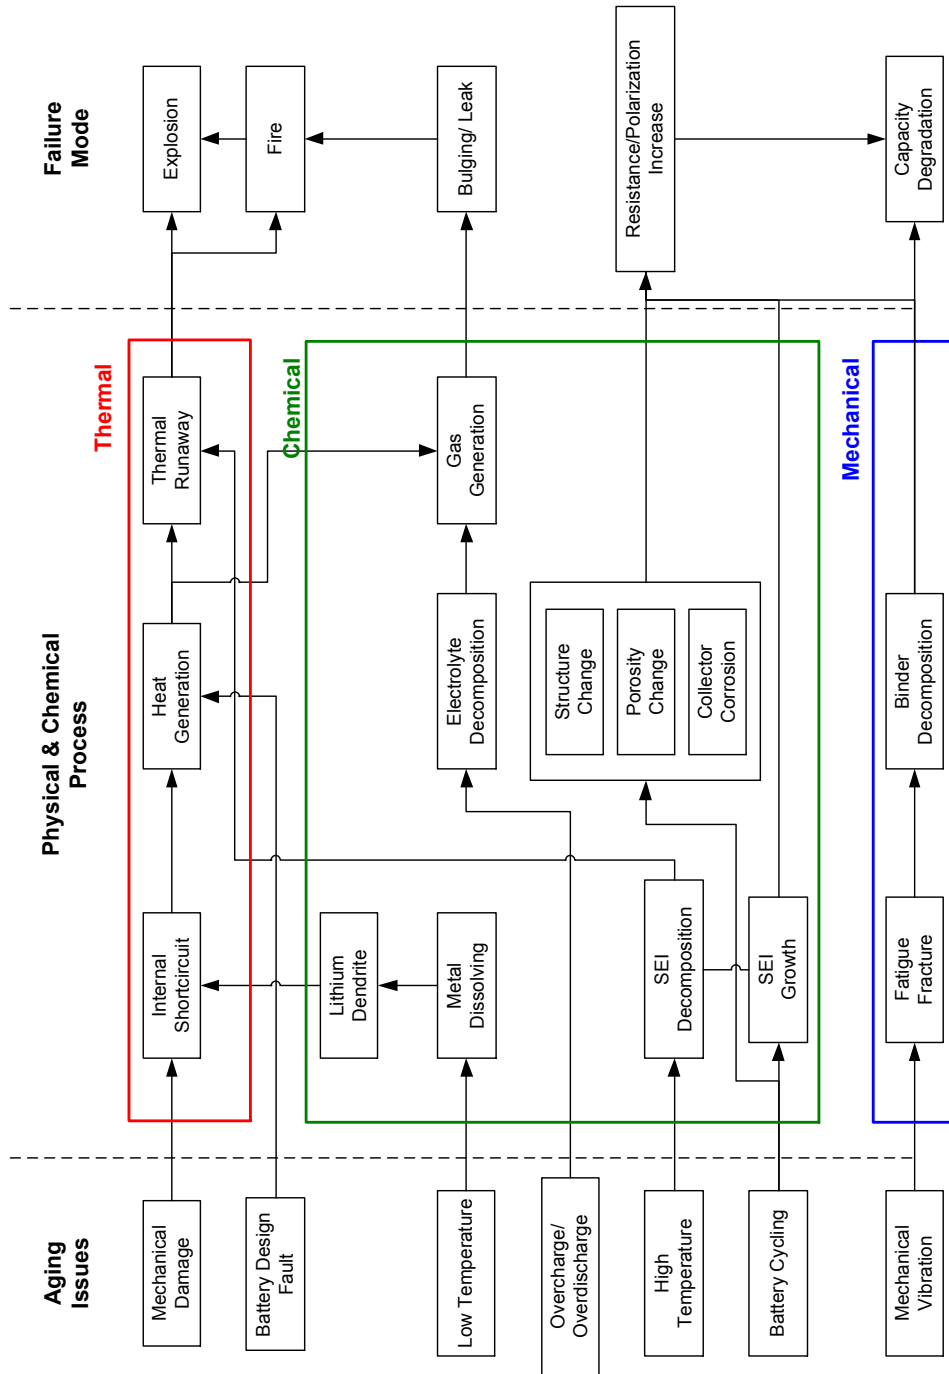 Aging
Issues
Physical & Chemical
Process
Failure
Mode
Thermal
Mechanical
Damage
Internal
Shortcircuit
Heat
Generation
Thermal
Runaway
Explosion
Battery Design
Fault
Fire
Chemical
Lithium
Dendrite
Low Temperature
Metal
Dissolving
Electrolyte
Decomposition
Gas
Generation
Bulging/ Leak
Overcharge/
Overdischarge
Structure
Change
Porosity
Change
Collector
Corrosion
High
Temperature
SEI
Decomposition
Resistance/Polarization
Increase
Battery Cycling
SEI
Growth
Mechanical
Mechanical
Vibration
Fatigue
Fracture
Binder
Decomposition
Capacity
Degradation